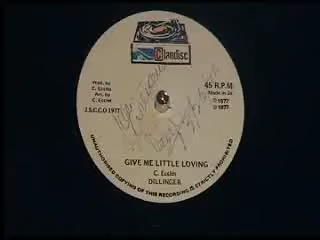 Clandisc
Prod. by
C. Eccles
Arr. by
C. Eccles
J.S.C.C.O 1977
45 R.P.M
Made in Ja
℗ 1977
© 1977
GIVE ME LITTLE LOVING
C. Eccles
DILLINGER
UNAUTHORISED COPYING OF THIS RECORDING IS STRICTLY PROHIBITED